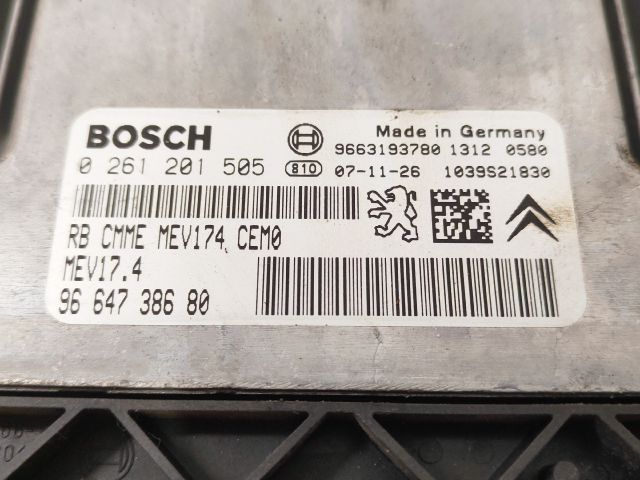 BOSCH
Made in Germany
9663193780 1312 0580
0 261 201 505 810 07-11-26 1039S21830
RB CMME MEV174 CEM0
MEV17.4
96 647 386 80